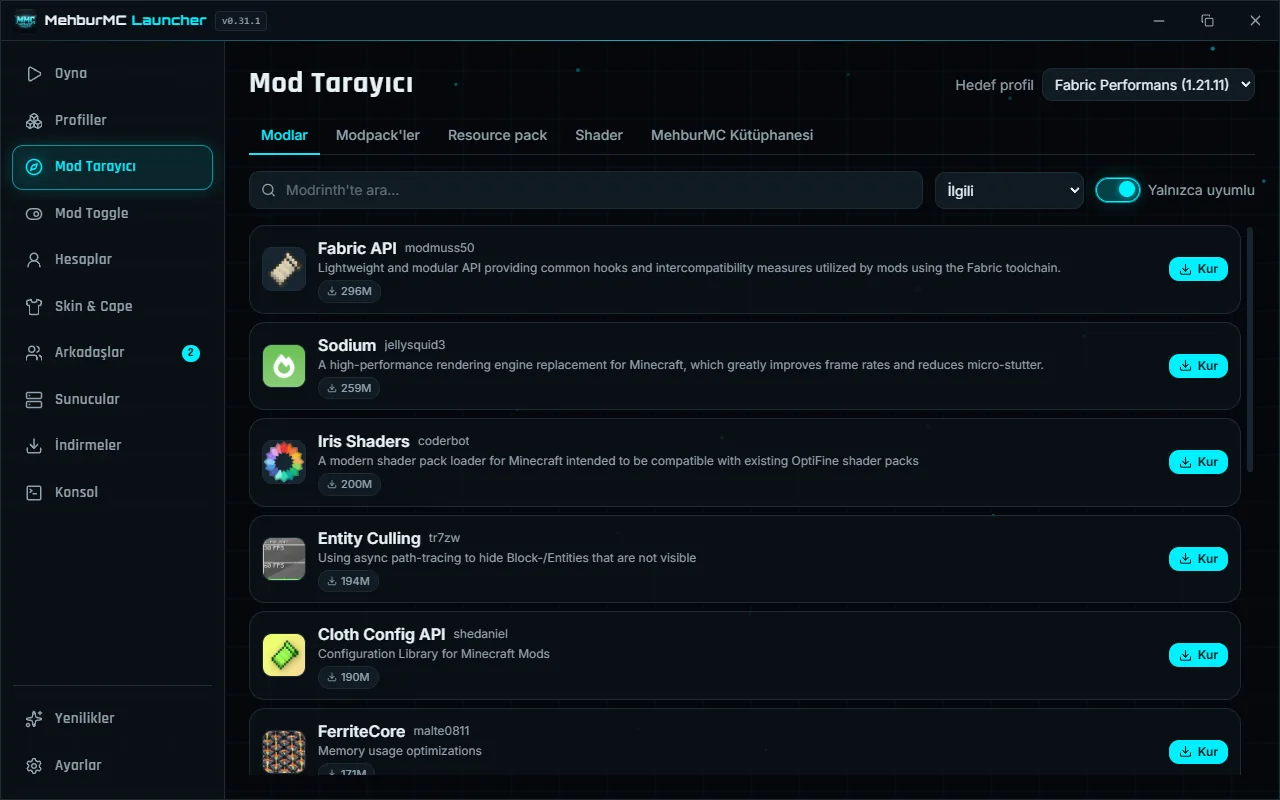 MMC MehburMC Launcher v0.31.1
Oyna
Profiller
Mod Tarayıcı
Mod Toggle
Hesaplar
Skin & Cape
Arkadaşlar 2
Sunucular
İndirmeler
Konsol
Yenilikler
Ayarlar
Mod Tarayıcı
Hedef profil Fabric Performans (1.21.11)
Modlar Modpack'ler Resource pack Shader MehburMC Kütüphanesi
Modrinth'te ara... İlgili Yalnızca uyumlu
Fabric API modmuss50
Lightweight and modular API providing common hooks and intercompatibility measures utilized by mods using the Fabric toolchain.
296M
Kur
Sodium jellysquid3
A high-performance rendering engine replacement for Minecraft, which greatly improves frame rates and reduces micro-stutter.
259M
Kur
Iris Shaders coderbot
A modern shader pack loader for Minecraft intended to be compatible with existing OptiFine shader packs
200M
Kur
Entity Culling tr7zw
Using async path-tracing to hide Block-/Entities that are not visible
194M
Kur
60 FPS
Cloth Config API shedaniel
Configuration Library for Minecraft Mods
190M
Kur
FerriteCore malte0811
Memory usage optimizations
171M
Kur